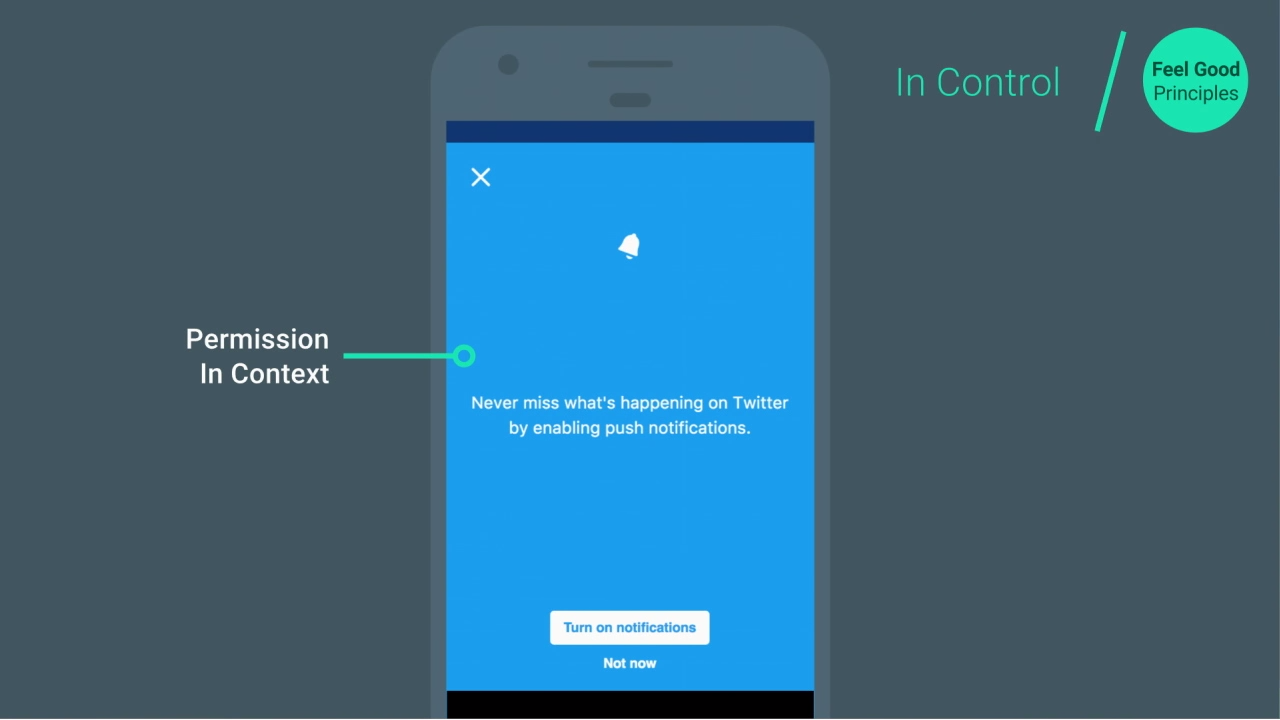 In Control
Feel Good
Principles
Permission
In Context
Never miss what's happening on Twitter
by enabling push notifications.
Turn on notifications
Not now